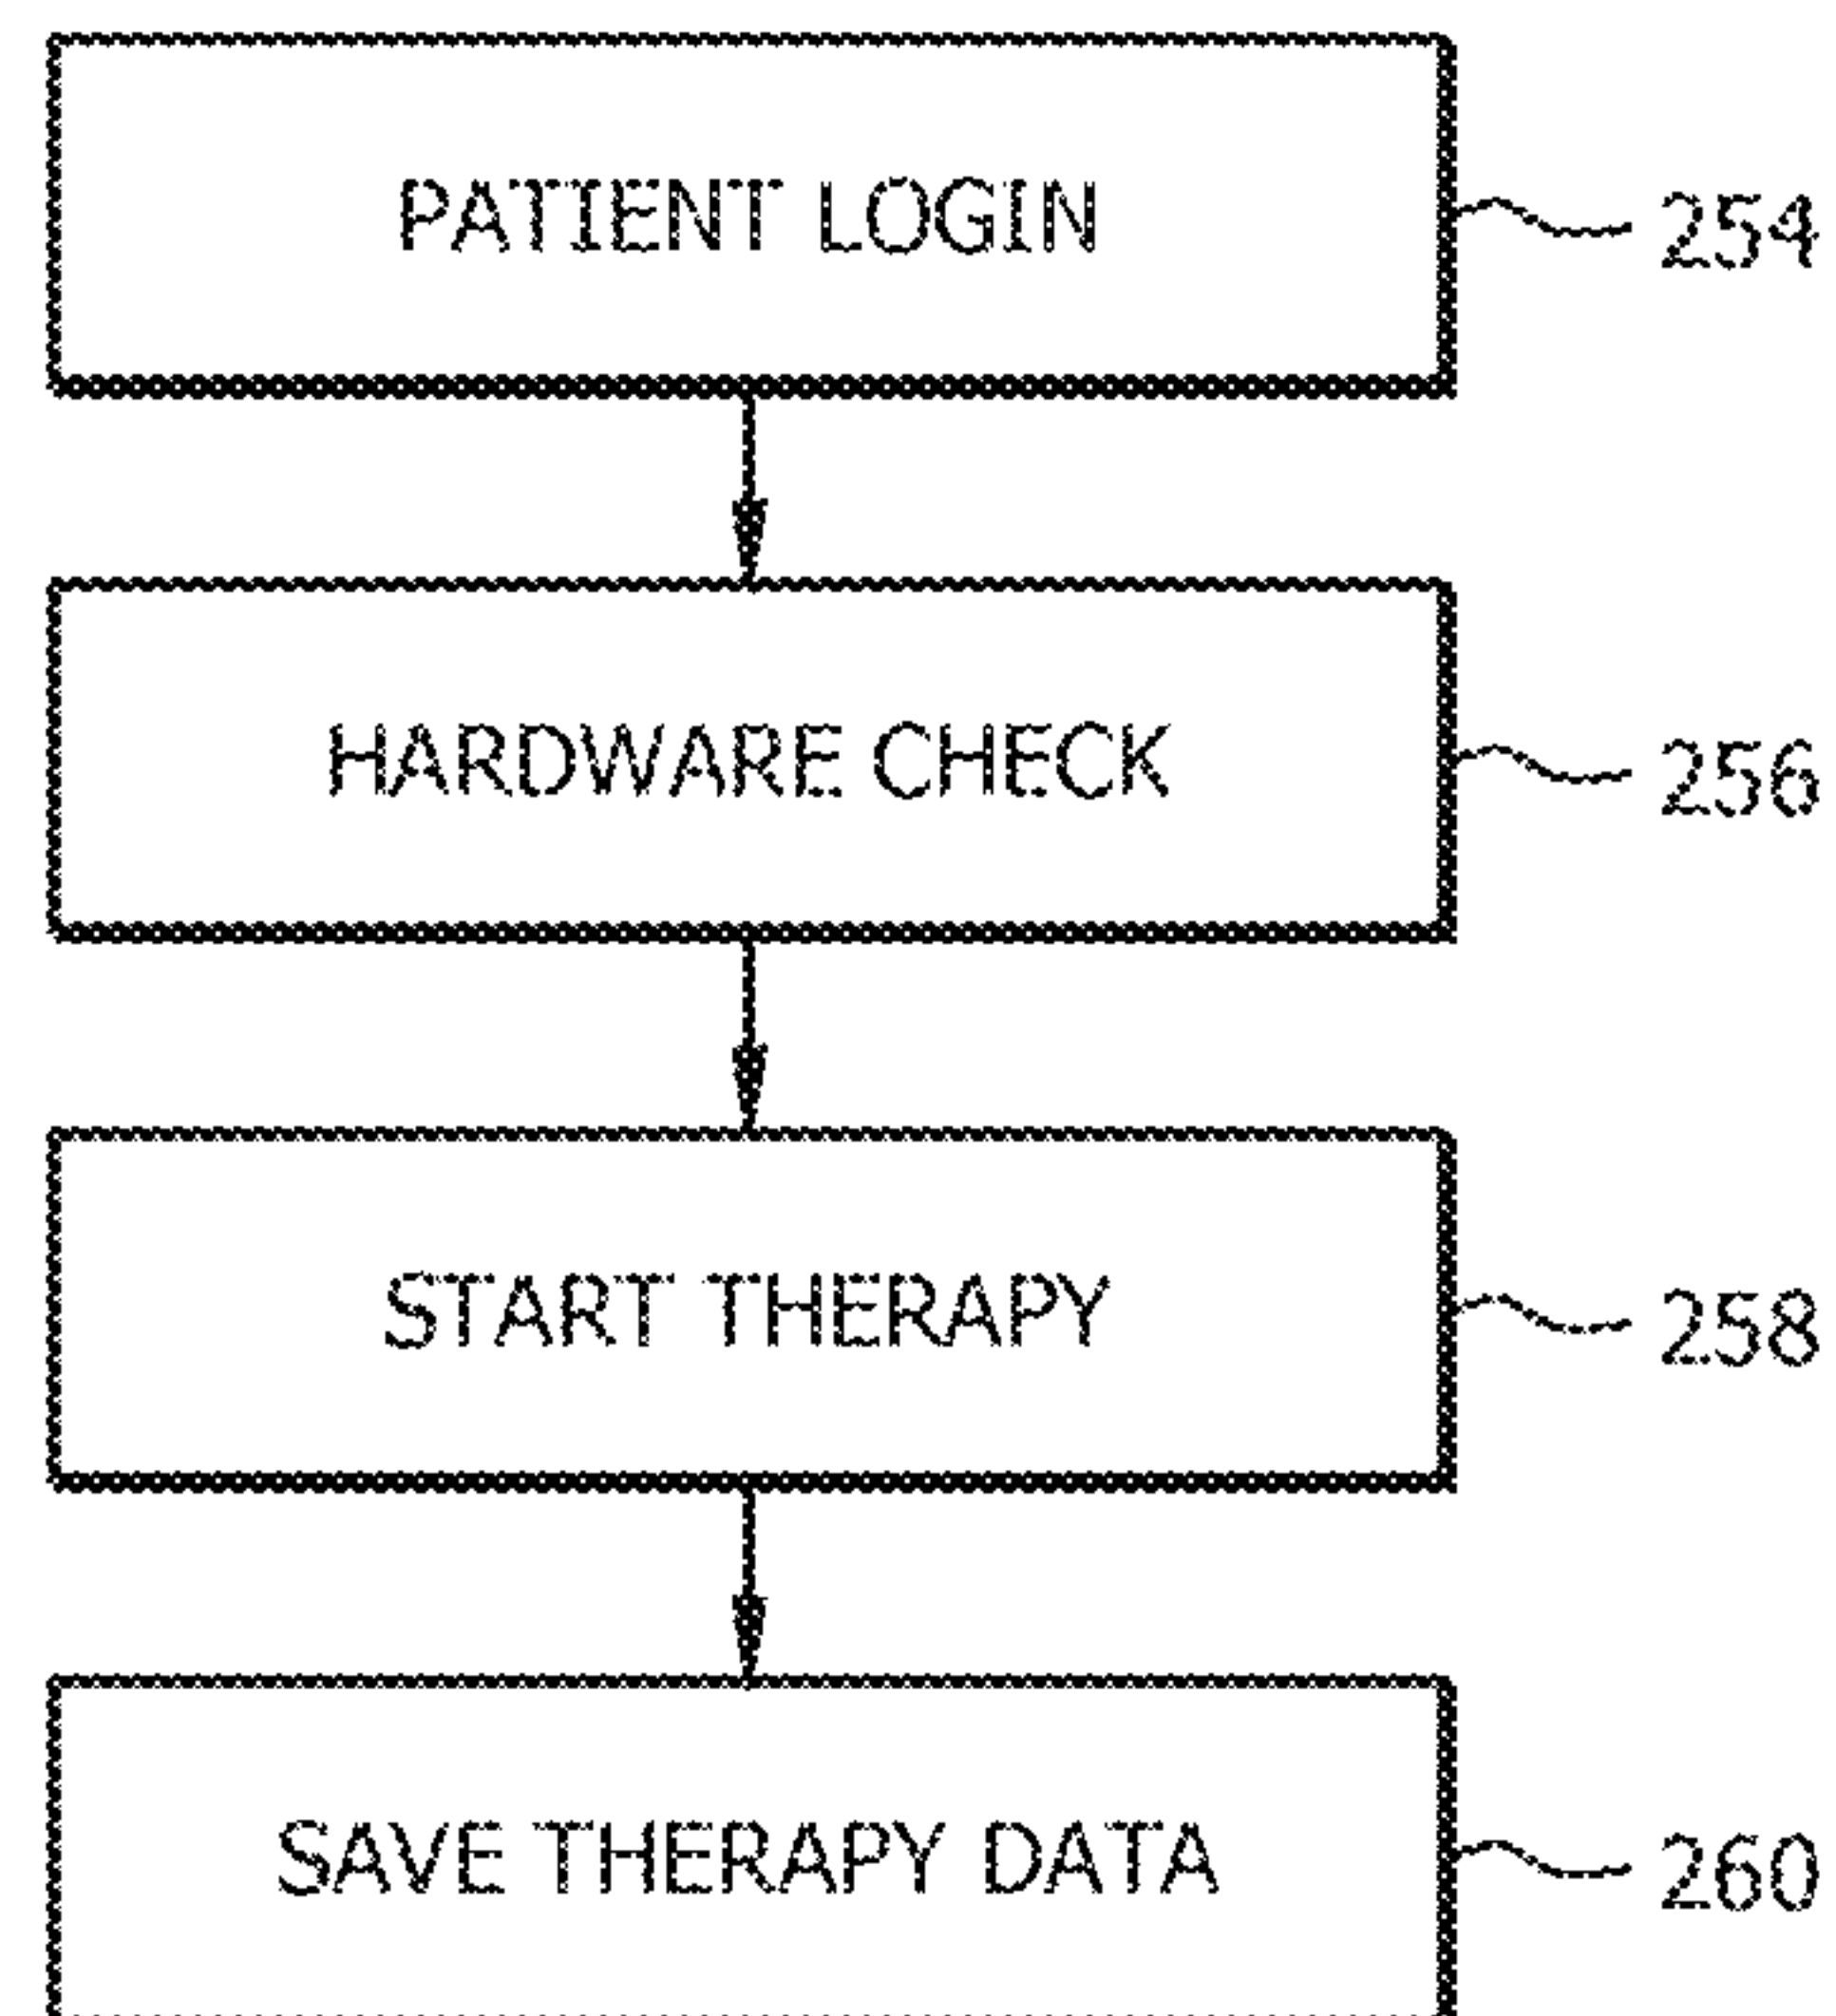 PATIENT LOGIN
254
HARDWARE CHECK
256
START THERAPY
258
SAVE THERAPY DATA
260